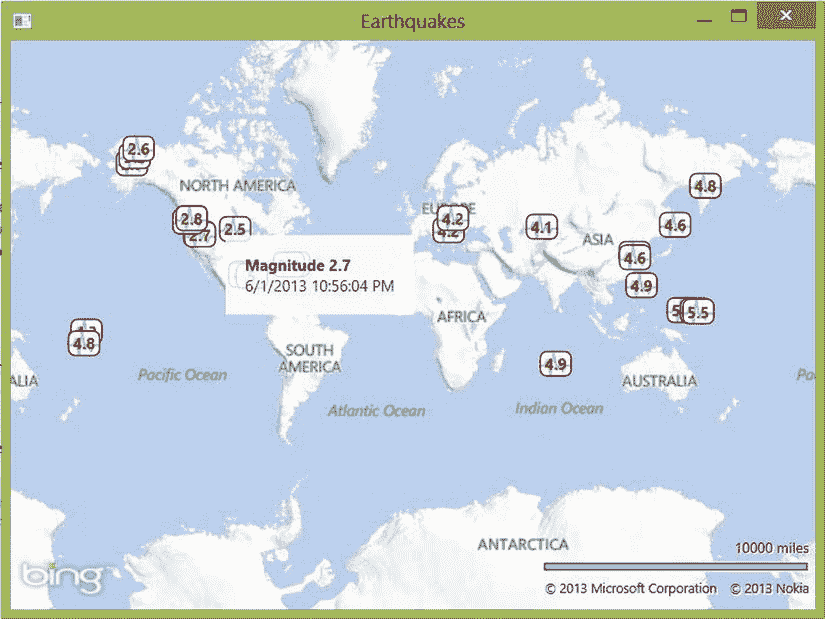 Earthquakes
2.6
4.8
NORTH AMERICA
2.8
2.7
2.5
EUROPE
4.2
4.2
4.1
4.6
ASIA
4.6
4.9
Magnitude 2.7
6/1/2013 10:56:04 PM
5.5
AFRICA
4.8
SOUTH
AMERICA
4.9
ALIA
Pacific Ocean
AUSTRALIA
Pa
Atlantic Ocean
Indian Ocean
ANTARCTICA
10000 miles
bing
© 2013 Microsoft Corporation © 2013 Nokia